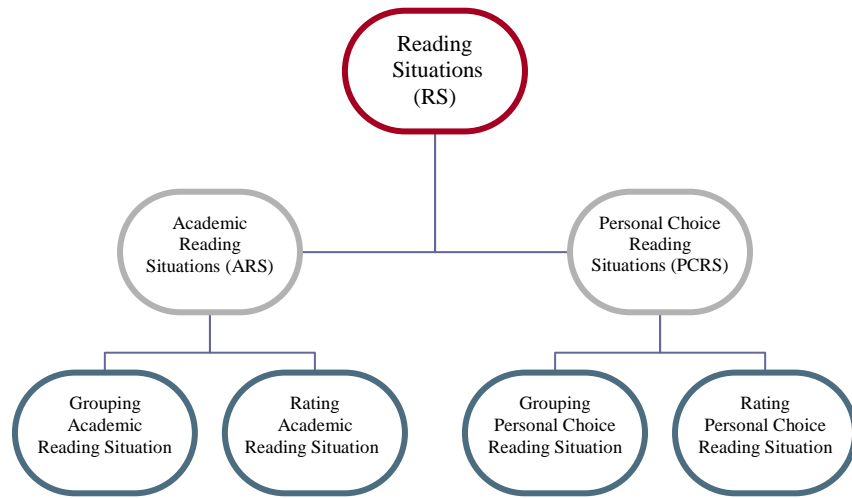 Reading
Situations
(RS)
Academic
Reading
Situations (ARS)
Personal Choice
Reading
Situations (PCRS)
Grouping
Academic
Reading Situation
Rating
Academic
Reading Situation
Grouping
Personal Choice
Reading Situation
Rating
Personal Choice
Reading Situation